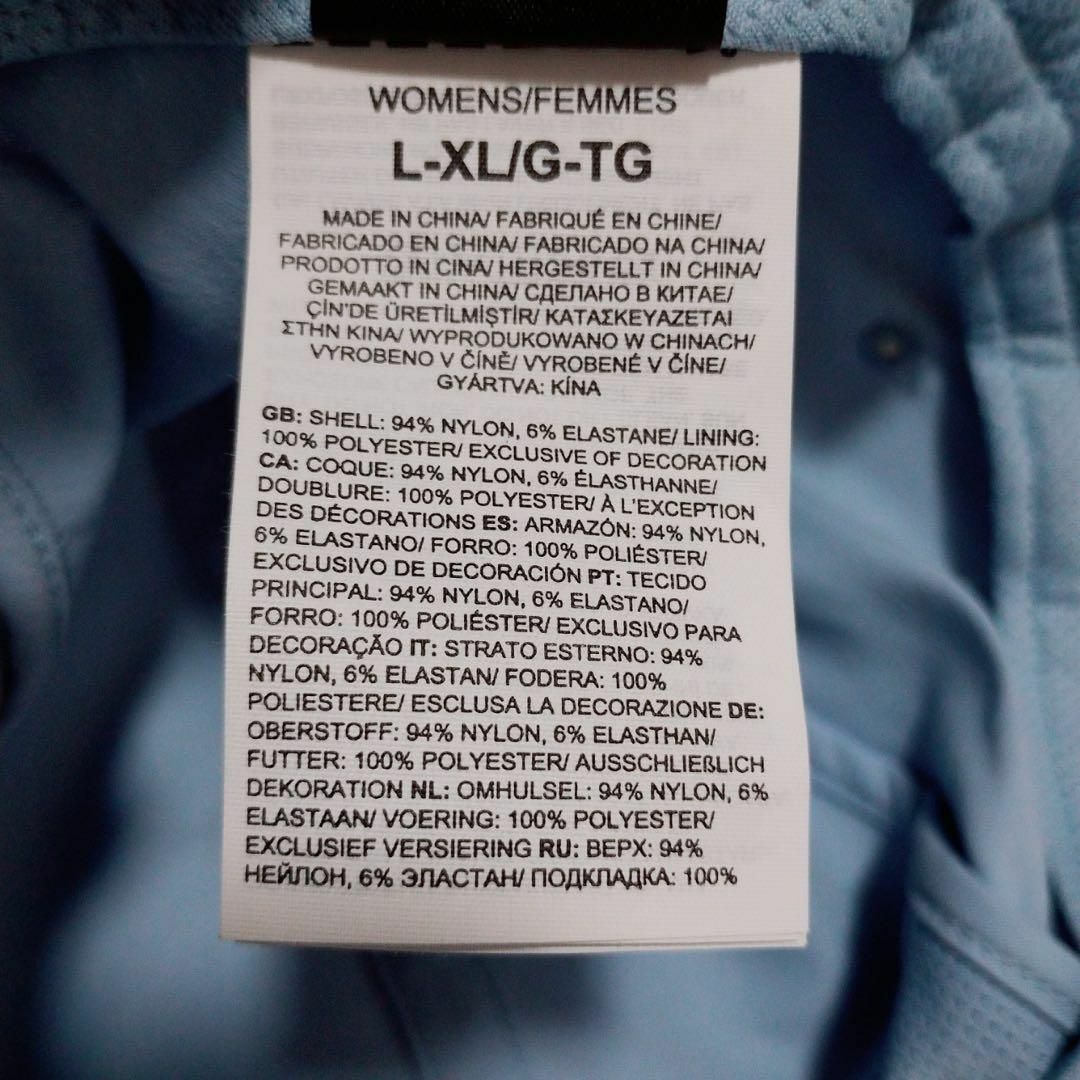 WOMENS/FEMMES
L-XL/G-TG
MADE IN CHINA/ FABRIQUÉ EN CHINE/
FABRICADO EN CHINA/ FABRICADO NA CHINA/
PRODOTTO IN CINA/ HERGESTELLT IN CHINA/
GEMAAKT IN CHINA/ СДЕЛАНО В КИТАЕ/
ÇİN'DE ÜRETİLMİŞTİR/ ΚΑΤΑΣΚΕΥΑΖΕΤΑΙ
ΣΤΗΝ ΚΙΝΑ/ WYPRODUKOWANO W CHINACH/
VYROBENO V ČÍNĚ/ VYROBENÉ V ČÍNE/
GYÁRTVA: KÍNA
GB: SHELL: 94% NYLON, 6% ELASTANE/ LINING:
100% POLYESTER/ EXCLUSIVE OF DECORATION
CA: COQUE: 94% NYLON, 6% ÉLASTHANNE/
DOUBLURE: 100% POLYESTER/ À L'EXCEPTION
DES DÉCORATIONS ES: ARMAZÓN: 94% NYLON,
6% ELASTANO/ FORRO: 100% POLIÉSTER/
EXCLUSIVO DE DECORACIÓN PT: TECIDO
PRINCIPAL: 94% NYLON, 6% ELASTANO/
FORRO: 100% POLIÉSTER/ EXCLUSIVO PARA
DECORAÇÃO IT: STRATO ESTERNO: 94%
NYLON, 6% ELASTAN/ FODERA: 100%
POLIESTERE/ ESCLUSA LA DECORAZIONE DE:
OBERSTOFF: 94% NYLON, 6% ELASTHAN/
FUTTER: 100% POLYESTER/ AUSSCHLIEßLICH
DEKORATION NL: OMHULSEL: 94% NYLON, 6%
ELASTAAN/ VOERING: 100% POLYESTER/
EXCLUSIEF VERSIERING RU: ВЕРХ: 94%
НЕЙЛОН, 6% ЭЛАСТАН/ ПОДКЛАДКА: 100%